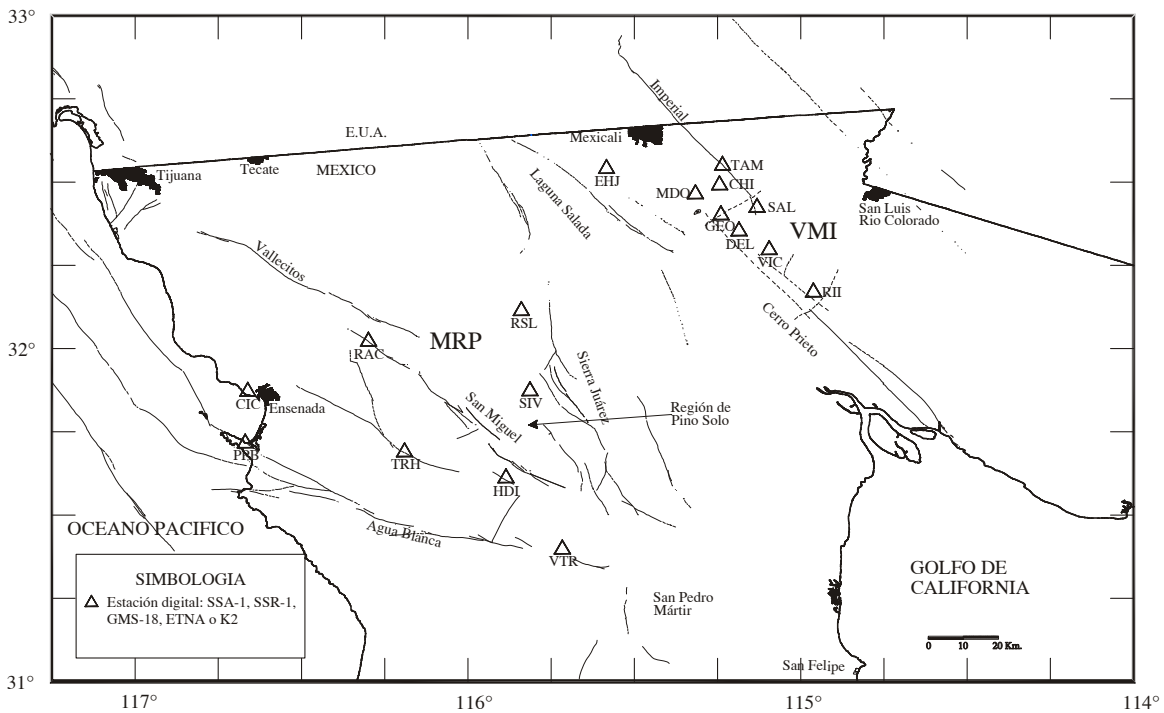 33°
Imperial
E.U.A.
Mexicali
Tijuana
Tecate
MEXICO
EHJ
TAM
CHI
MDO
SAL
San Luis
Rio Colorado
Laguna Salada
GEO
DEL
VMI
VIC
Vallecitos
RII
RSL
Cerro Prieto
32°
RAC
MRP
Sierra Juárez
CIC
Ensenada
SIV
San Miguel
Región de
Pino Solo
PBB
TRH
HDI
OCEANO PACIFICO
Agua Blanca
VTR
GOLFO DE
CALIFORNIA
SIMBOLOGIA
Estación digital: SSA-1, SSR-1,
GMS-18, ETNA o K2
San Pedro
Mártir
0 10 20 Km.
San Felipe
31°
117° 116° 115° 114°